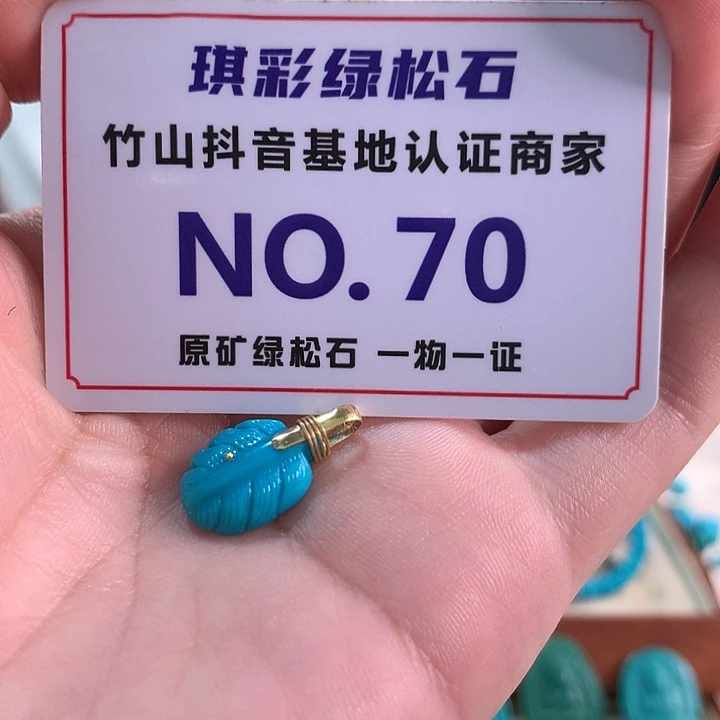 琪彩绿松石
竹山抖音基地认证商家
NO.70
原矿绿松石 一物一证